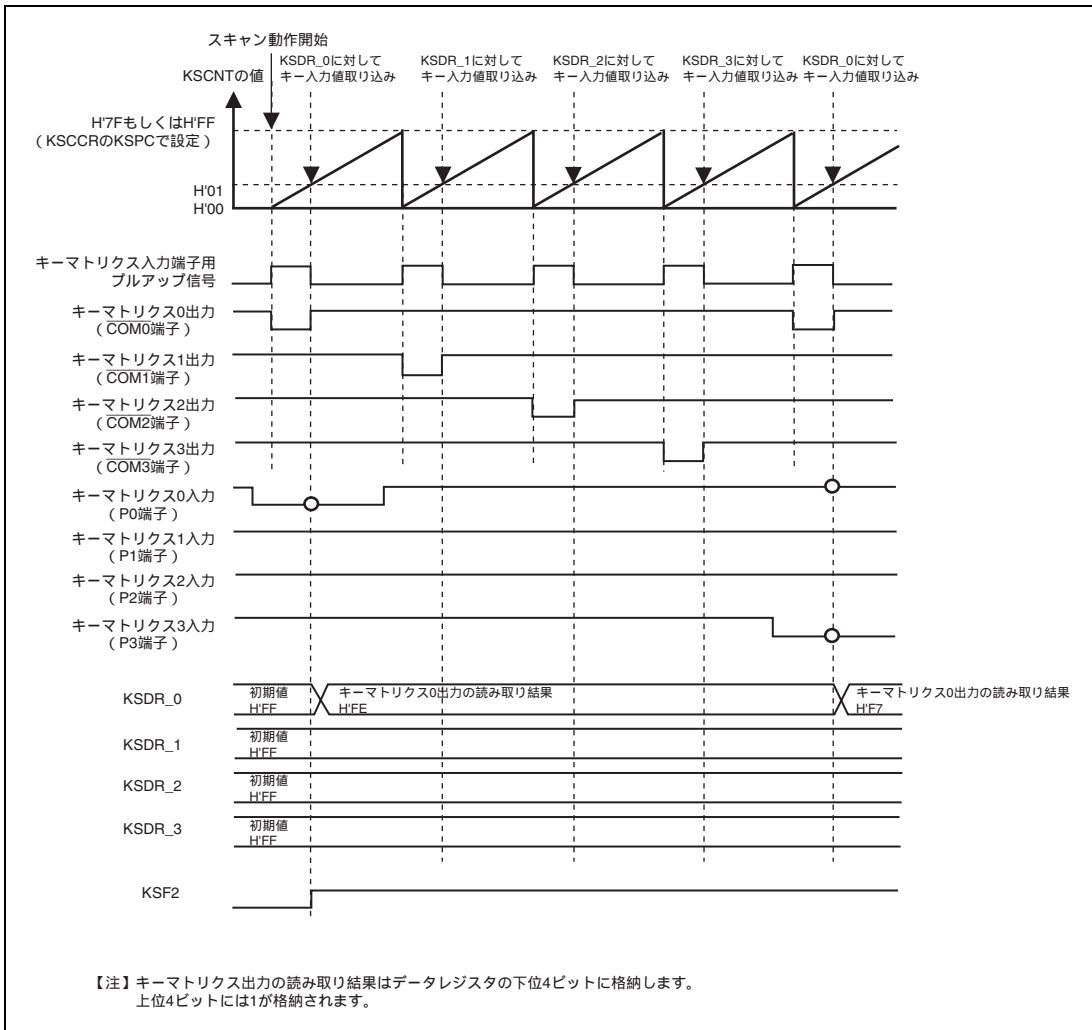 スキャン動作開始
KSCNTの値
KSDR_0に対して
キー入力値取り込み
KSDR_1に対して
キー入力値取り込み
KSDR_2に対して
キー入力値取り込み
KSDR_3に対して
キー入力値取り込み
KSDR_0に対して
キー入力値取り込み
H'7FもしくはH'FF
(KSCCRのKSPCで設定)
H'01
H'00
キーマトリクス入力端子用
プルアップ信号
キーマトリクス0出力
(COM0端子)
キーマトリクス1出力
(COM1端子)
キーマトリクス2出力
(COM2端子)
キーマトリクス3出力
(COM3端子)
キーマトリクス0入力
(P0端子)
キーマトリクス1入力
(P1端子)
キーマトリクス2入力
(P2端子)
キーマトリクス3入力
(P3端子)
KSDR_0
初期値
H'FF
キーマトリクス0出力の読み取り結果
H'FE
キーマトリクス0出力の読み取り結果
H'F7
KSDR_1
初期値
H'FF
KSDR_2
初期値
H'FF
KSDR_3
初期値
H'FF
KSF2
【注】キーマトリクス出力の読み取り結果はデータレジスタの下位4ビットに格納します。
上位4ビットには1が格納されます。